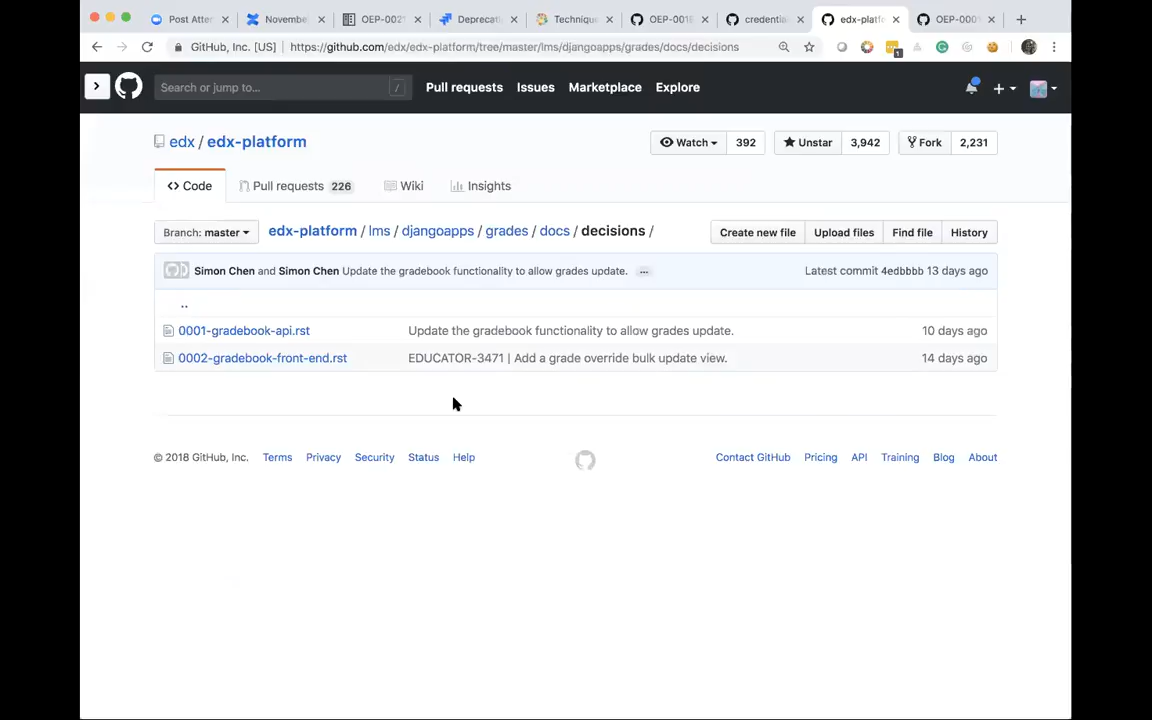 Post Atter
Novembe
OEP-0021
Deprecati
Technique
OEP-0018
credentia
edx-platfo
OEP-0001
GitHub, Inc. [US] | https://github.com/edx/edx-platform/tree/master/lms/djangoapps/grades/docs/decisions
1
Search or jump to...
/
Pull requests
Issues
Marketplace
Explore
edx / edx-platform
Watch
392
Unstar
3,942
Fork
2,231
Code
Pull requests 226
Wiki
Insights
Branch: master
edx-platform / lms / djangoapps / grades / docs / decisions /
Create new file
Upload files
Find file
History
Simon Chen and Simon Chen Update the gradebook functionality to allow grades update. ...
Latest commit 4edbbbb 13 days ago
..
0001-gradebook-api.rst
Update the gradebook functionality to allow grades update.
10 days ago
0002-gradebook-front-end.rst
EDUCATOR-3471 | Add a grade override bulk update view.
14 days ago
© 2018 GitHub, Inc.
Terms
Privacy
Security
Status
Help
Contact GitHub
Pricing
API
Training
Blog
About